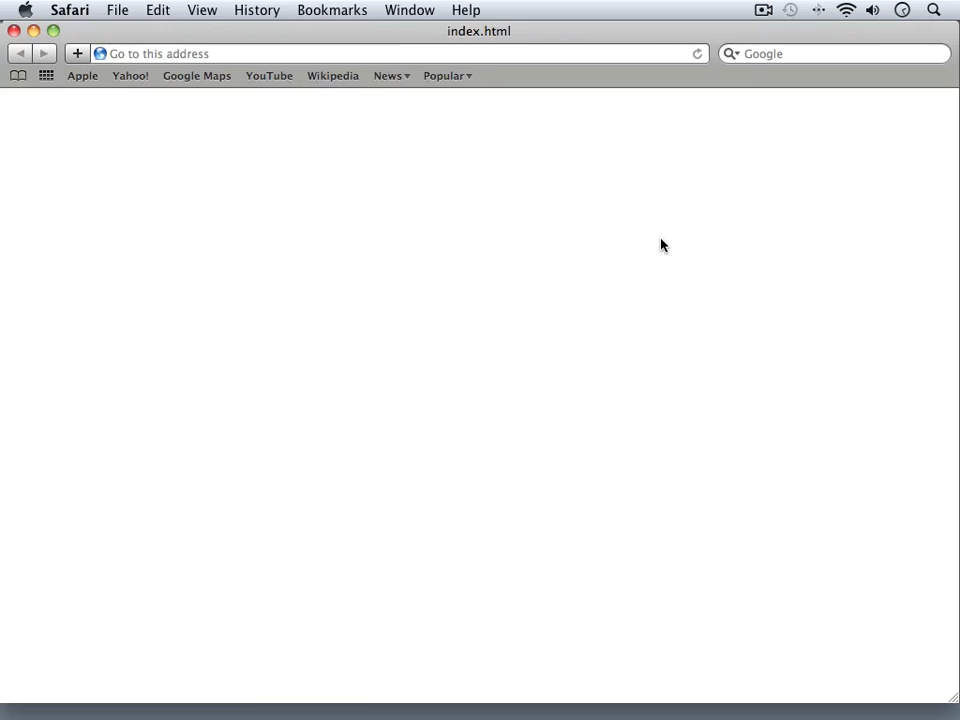 Safari File Edit View History Bookmarks Window Help
index.html
Go to this address
Google
Apple Yahoo! Google Maps YouTube Wikipedia News Popular